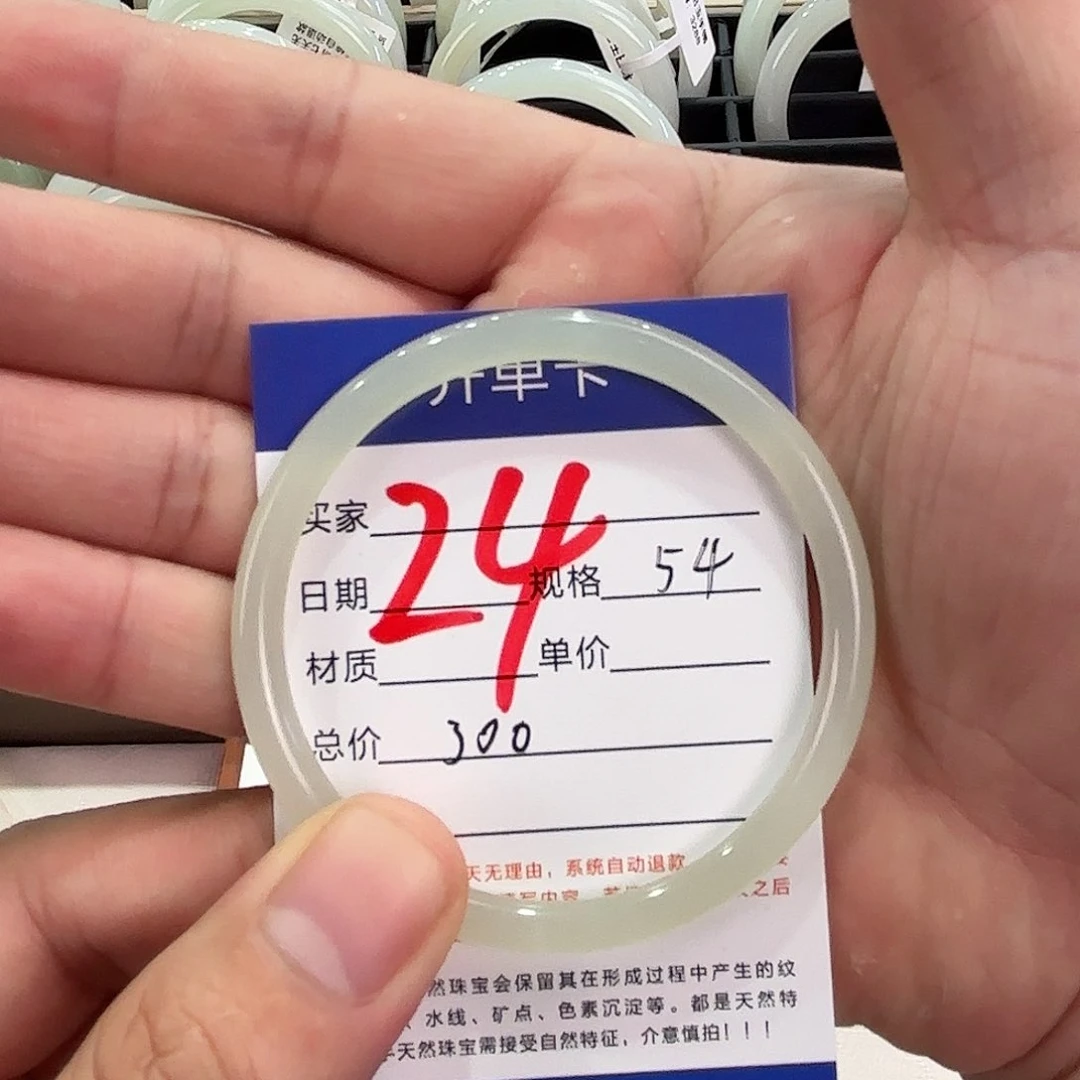 开单卡
买家
24
日期 规格 54
材质 单价
总价 300
天无理由，系统自动退款
写内容
之后
然珠宝会保留其在形成过程中产生的纹
、水线、矿点、色素沉淀等。都是天然特
天然珠宝需接受自然特征，介意慎拍！！！